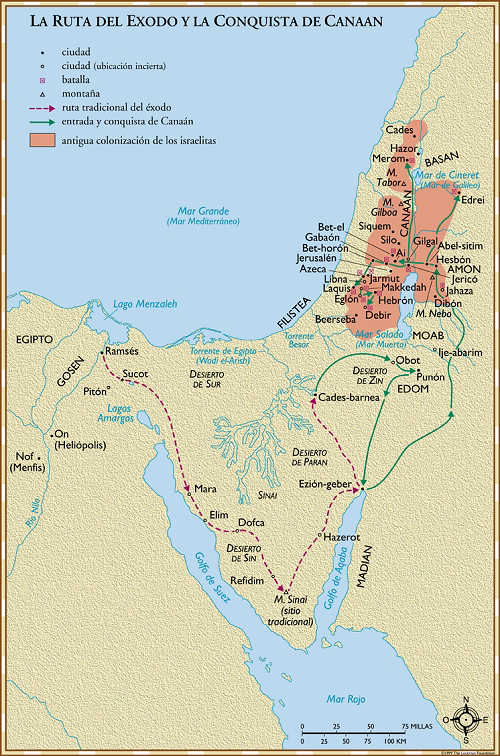 LA RUTA DEL EXODO Y LA CONQUISTA DE CANAAN
ciudad
ciudad (ubicación incierta)
batalla
montaña
ruta tradicional del éxodo
entrada y conquista de Canaán
antigua colonización de los israelitas
Cades
Hazor
Merom
BASAN
M.
Tabor
Mar de Cineret
(Mar de Galilea)
Edrei
M.
Gilboa
CANAAN
Mar Grande
(Mar Mediterráneo)
Siquem
Bet-el
Silo
Gilgal
Abel-sitim
Gabaón
Ai
Bet-horón
Hesbón
Jerusalén
AMON
Azeca
Jericó
Libna
Jarmut
Laquis
Makkedah
Jahaza
Eglón
Hebrón
Dibón
Debir
M. Nebo
Beerseba
FILISTEA
Mar Salado
(Mar Muerto)
MOAB
Lago Menzaleh
Torrente
Besor
Ije-abarim
EGIPTO
GOSEN
Ramsés
Torrente de Egipto
(Wadi el-Arish)
Obot
DESIERTO
DE ZIN
Punón
EDOM
Sucot
Pitón
DESIERTO
DE SUR
Cades-barnea
Lagos
Amargos
On
(Heliópolis)
Nof
(Menfis)
DESIERTO
DE PARAN
Río Nilo
SINAI
Ezión-geber
Mara
Elim
Dofca
Hazerot
DESIERTO
DE SIN
MADIAN
Golfo de Suez
Golfo de Aqaba
Refidim
M. Sinaí
(sitio
tradicional)
Mar Rojo
N
O
E
S
0 25 50 75 MILLAS
0 25 50 75 100 KM
©1999 The Lockman Foundation